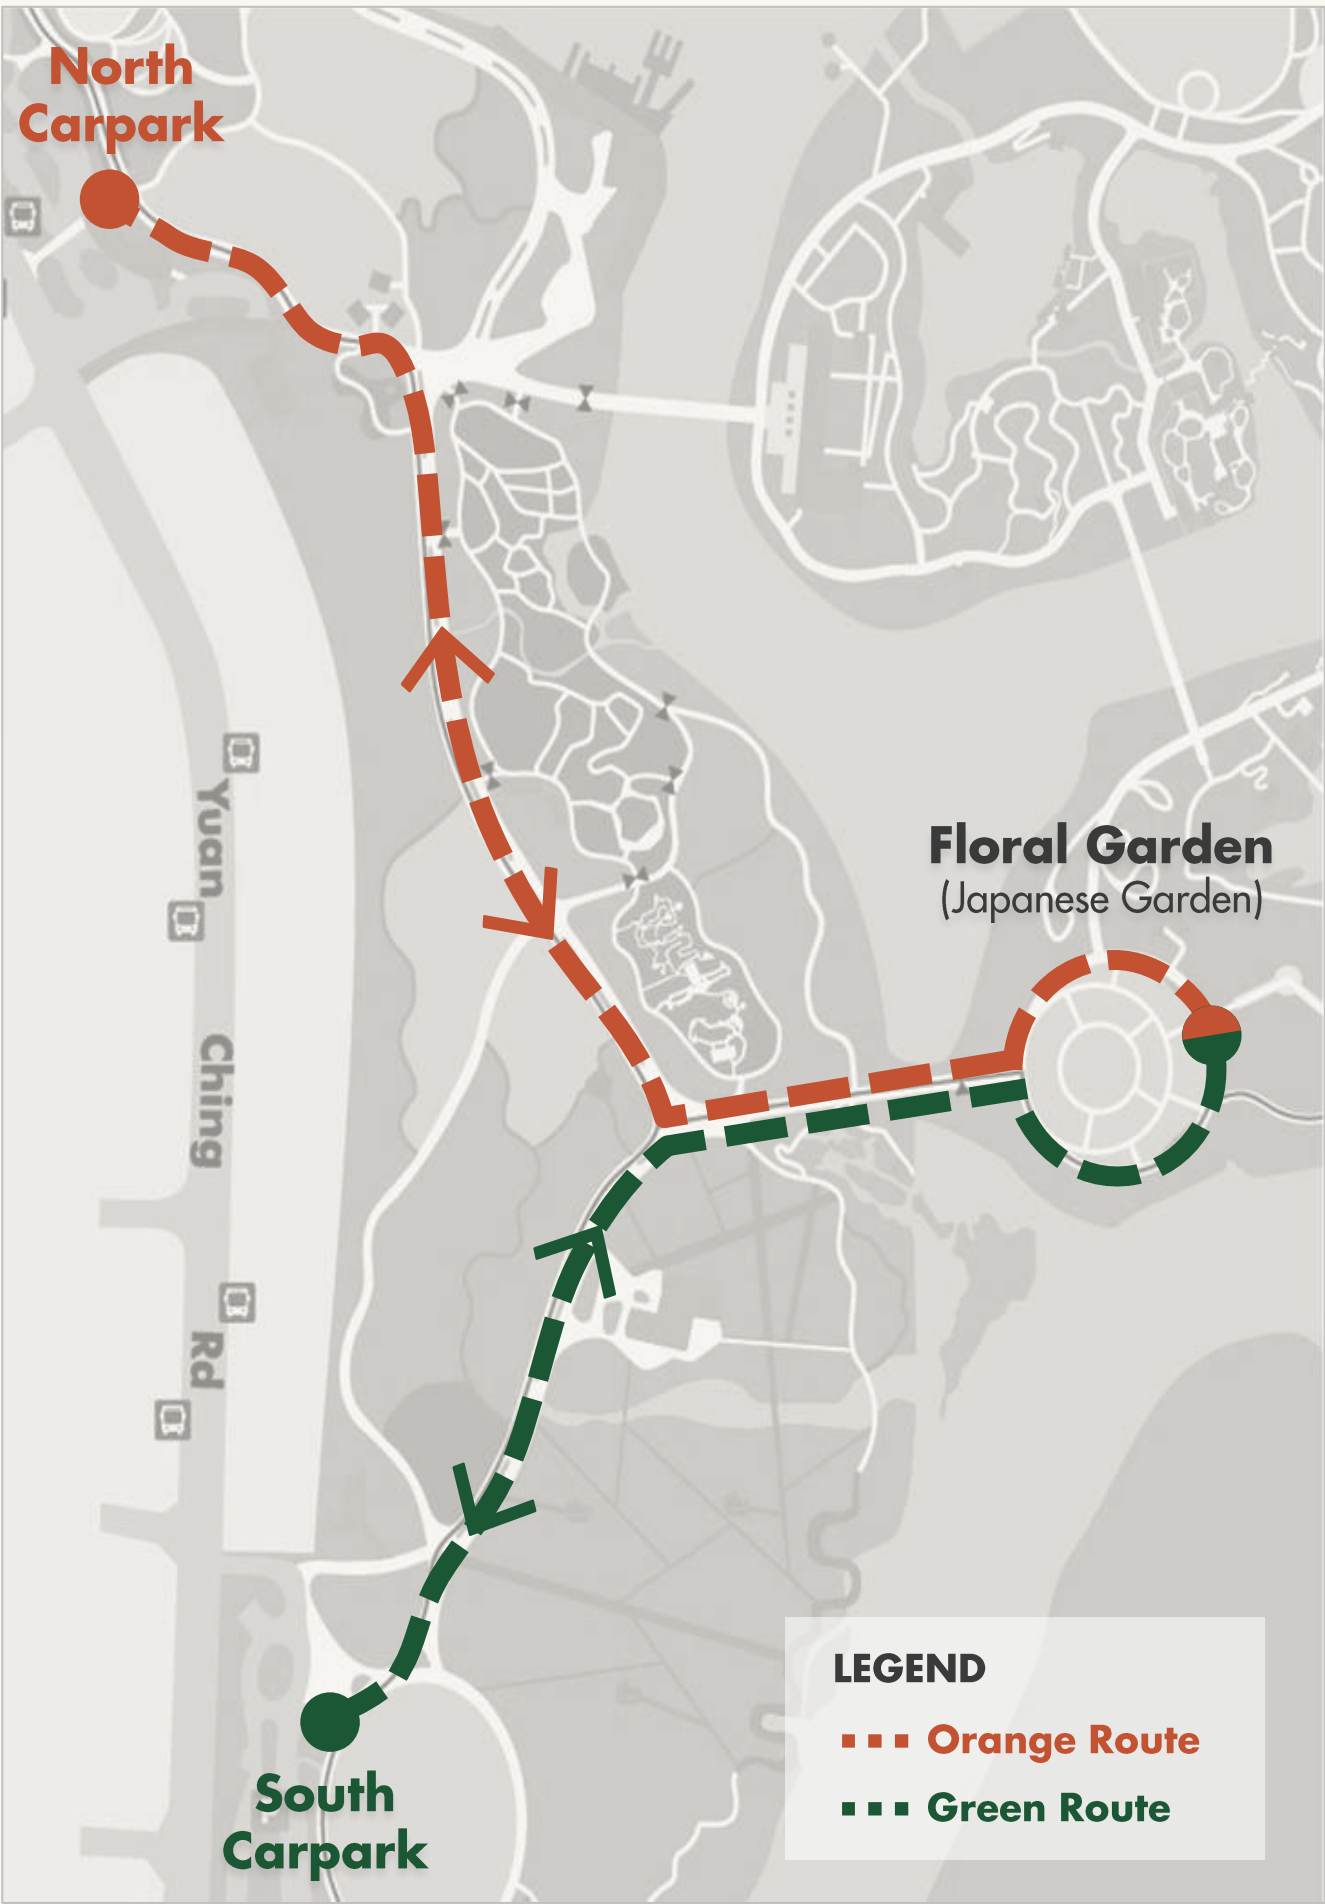 North
Carpark
Yuan
Ching
Rd
Floral Garden
(Japanese Garden)
LEGEND
Orange Route
Green Route
South
Carpark